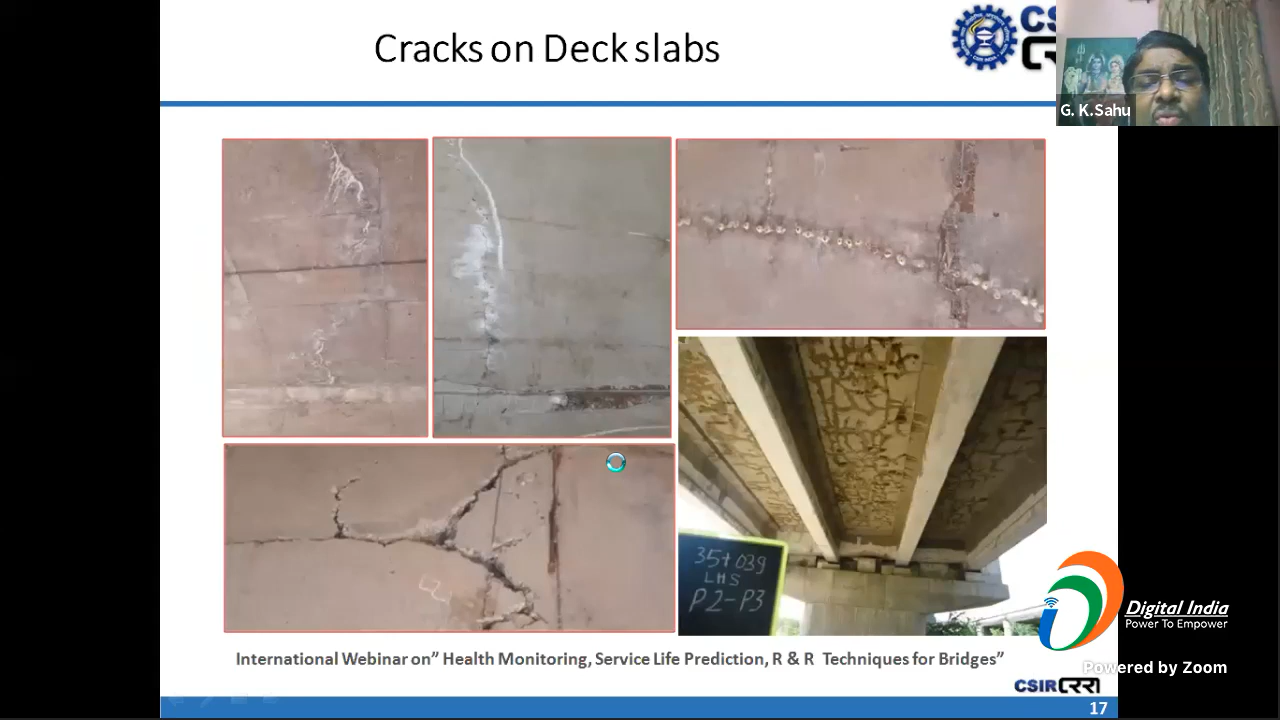 Cracks on Deck slabs
CS
G. K.Sahu
35+039
LHS
P2-P3
Digital India
Power To Empower
International Webinar on” Health Monitoring, Service Life Prediction, R & R Techniques for Bridges”
Powered by Zoom
CSIR CRRI
17